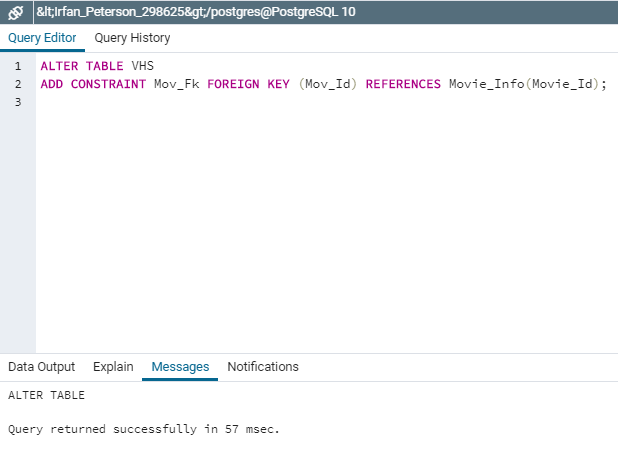 &lt;Irfan_Peterson_298625&gt;/postgres@PostgreSQL 10
Query Editor Query History
1 ALTER TABLE VHS
2 ADD CONSTRAINT Mov_Fk FOREIGN KEY (Mov_Id) REFERENCES Movie_Info(Movie_Id);
3
Data Output Explain Messages Notifications
ALTER TABLE
Query returned successfully in 57 msec.